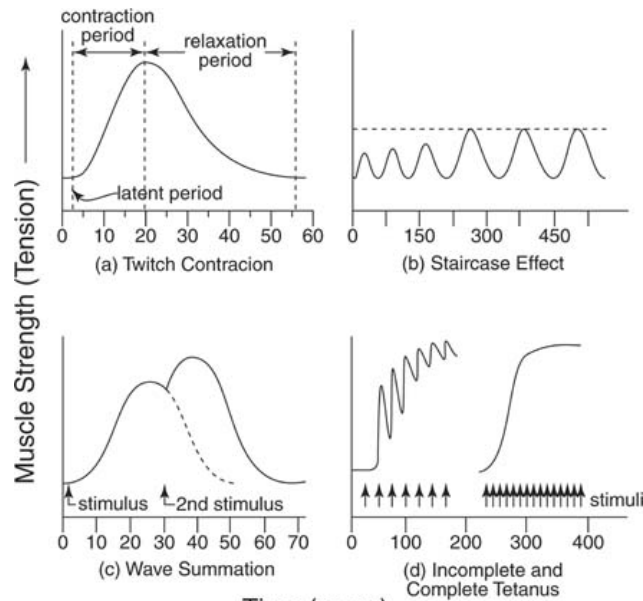 contraction
period
relaxation
period
latent period
0 10 20 30 40 50 60
(a) Twitch Contracion
0 150 300 450
(b) Staircase Effect
Muscle Strength (Tension)
stimulus
2nd stimulus
0 10 20 30 40 50 60 70
(c) Wave Summation
stimuli
0 100 200 300 400
(d) Incomplete and
Complete Tetanus